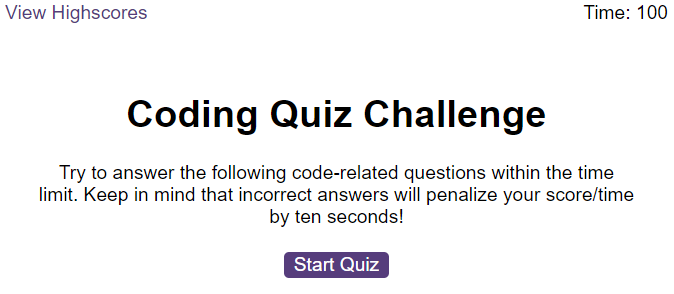 View Highscores
Time: 100
Coding Quiz Challenge
Try to answer the following code-related questions within the time
limit. Keep in mind that incorrect answers will penalize your score/time
by ten seconds!
Start Quiz